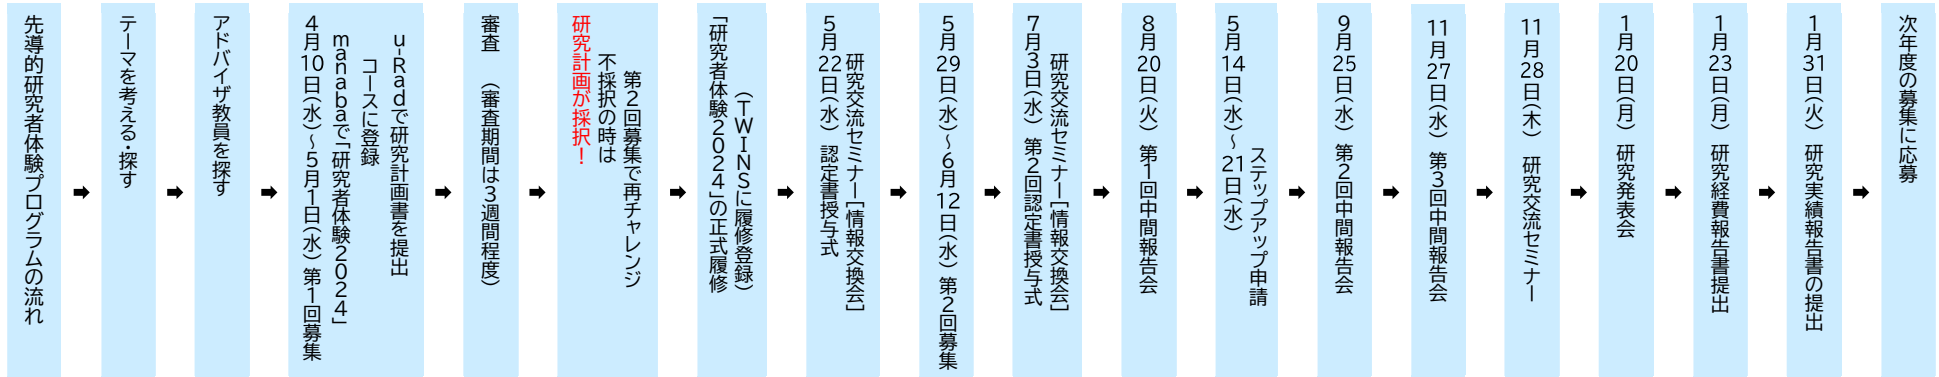 先導的研究者体験プログラムの流れ
➡
テーマを考える・探す
➡
アドバイザ教員を探す
➡
4月10日(水)~5月1日(水) 第1回募集
manabaで「研究者体験2024」
コースに登録
u-Radで研究計画書を提出
➡
審査 (審査期間は3週間程度)
➡
研究計画が採択!
不採択の時は
第2回募集で再チャレンジ
➡
「研究者体験2024」の正式履修
(TWINSに履修登録)
➡
5月22日(水) 認定書授与式
研究交流セミナー[情報交換会]
➡
5月29日(水)~6月12日(水) 第2回募集
➡
7月3日(水) 第2回認定書授与式
研究交流セミナー[情報交換会]
➡
8月20日(火) 第1回中間報告会
➡
5月14日(水)~21日(水)
ステップアップ申請
➡
9月25日(水) 第2回中間報告会
➡
11月27日(水) 第3回中間報告会
➡
11月28日(木) 研究交流セミナー
➡
1月20日(月) 研究発表会
➡
1月23日(月) 研究経費報告書提出
➡
1月31日(火) 研究実績報告書の提出
➡
次年度の募集に応募